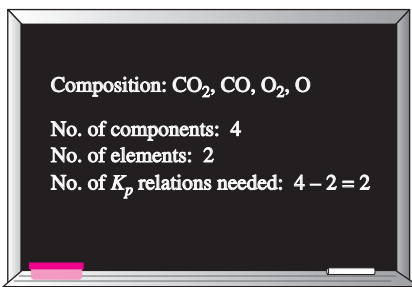 Composition: CO₂, CO, O₂, O
No. of components: 4
No. of elements: 2
No. of Kₚ relations needed: 4 – 2 = 2